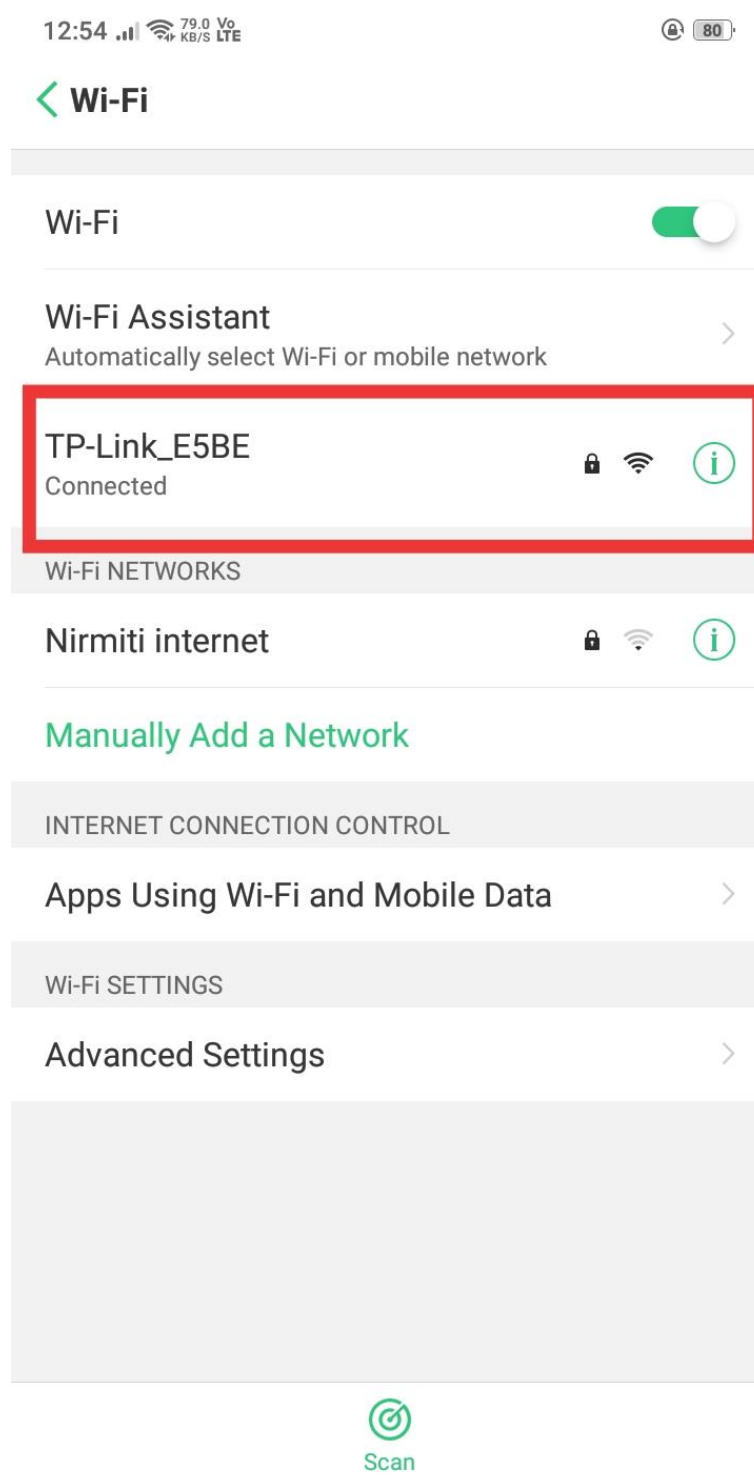 12:54 79.0 KB/S Vo LTE 80
Wi-Fi
Wi-Fi
Wi-Fi Assistant
Automatically select Wi-Fi or mobile network
TP-Link_E5BE
Connected
Wi-Fi NETWORKS
Nirmiti internet
Manually Add a Network
INTERNET CONNECTION CONTROL
Apps Using Wi-Fi and Mobile Data
Wi-Fi SETTINGS
Advanced Settings
Scan